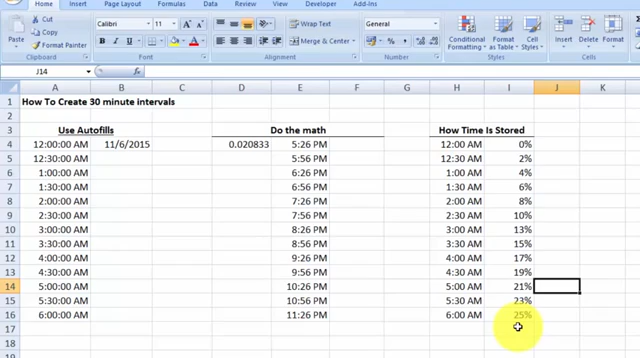 Home Insert Page Layout Formulas Data Review View Developer Add-Ins
Cut
Copy
Format Painter
Paste
Clipboard
Calibri 11
B I U
Font
Wrap Text
Merge & Center
Alignment
General
$ % ,
Number
Conditional Formatting
Format as Table
Cell Styles
Styles
Insert Delete Format
Cells
J14
fx
A B C D E F G H I J K
1 How To Create 30 minute intervals
2
3 Use Autofills Do the math How Time Is Stored
4 12:00:00 AM 11/6/2015 0.020833 5:26 PM 12:00 AM 0%
5 12:30:00 AM 5:56 PM 12:30 AM 2%
6 1:00:00 AM 6:26 PM 1:00 AM 4%
7 1:30:00 AM 6:56 PM 1:30 AM 6%
8 2:00:00 AM 7:26 PM 2:00 AM 8%
9 2:30:00 AM 7:56 PM 2:30 AM 10%
10 3:00:00 AM 8:26 PM 3:00 AM 13%
11 3:30:00 AM 8:56 PM 3:30 AM 15%
12 4:00:00 AM 9:26 PM 4:00 AM 17%
13 4:30:00 AM 9:56 PM 4:30 AM 19%
14 5:00:00 AM 10:26 PM 5:00 AM 21%
15 5:30:00 AM 10:56 PM 5:30 AM 23%
16 6:00:00 AM 11:26 PM 6:00 AM 25%
17
18